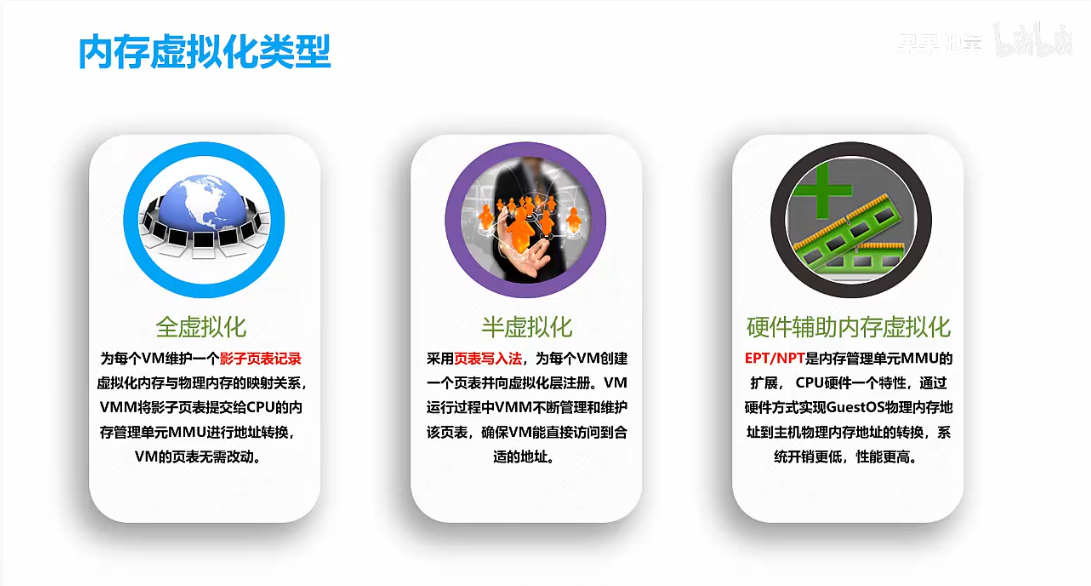 内存虚拟化类型
bilibili
全虚拟化
为每个VM维护一个影子页表记录
虚拟化内存与物理内存的映射关系，
VMM将影子页表提交给CPU的内
存管理单元MMU进行地址转换，
VM的页表无需改动。
半虚拟化
采用页表写入法，为每个VM创建
一个页表并向虚拟化层注册。VM
运行过程中VMM不断管理和维护
该页表，确保VM能直接访问到合
适的地址。
硬件辅助内存虚拟化
EPT/NPT是内存管理单元MMU的
扩展， CPU硬件一个特性，通过
硬件方式实现GuestOS物理内存地
址到主机物理内存地址的转换，系
统开销更低，性能更高。